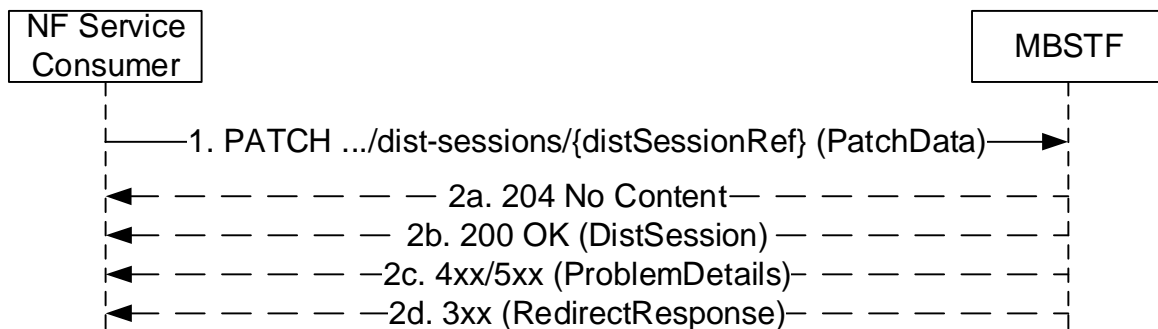 NF Service
Consumer
MBSTF
1. PATCH .../dist-sessions/{distSessionRef} (PatchData)
2a. 204 No Content
2b. 200 OK (DistSession)
2c. 4xx/5xx (ProblemDetails)
2d. 3xx (RedirectResponse)